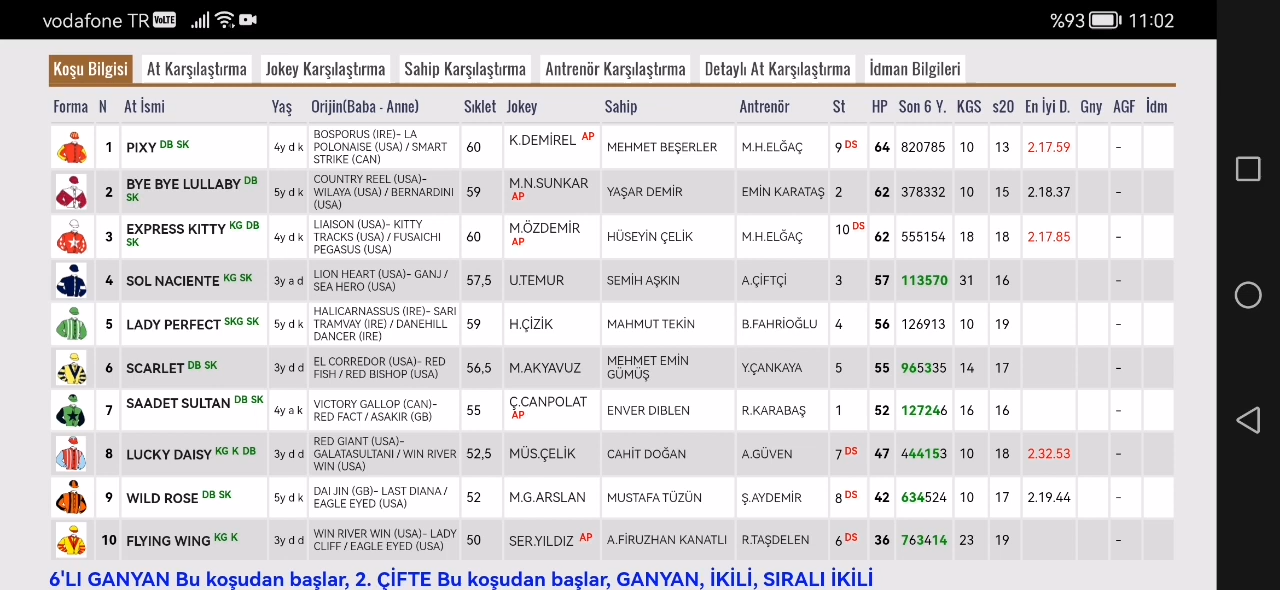 vodafone TR VoLTE %93 11:02
Koşu Bilgisi At Karşılaştırma Jokey Karşılaştırma Sahip Karşılaştırma Antrenör Karşılaştırma Detaylı At Karşılaştırma İdman Bilgileri
Forma N At İsmi Yaş Orijin(Baba - Anne) Sıklet Jokey Sahip Antrenör St HP Son 6 Y. KGS s20 En İyi D. Gny AGF İdm
1 PIXY DB SK 4y d k BOSPORUS (IRE)- LA POLONAISE (USA) / SMART STRIKE (CAN) 60 K.DEMİREL AP MEHMET BEŞERLER M.H.ELĞAÇ 9 DS 64 820785 10 13 2.17.59 -
2 BYE BYE LULLABY DB SK 5y d k COUNTRY REEL (USA)- WILAYA (USA) / BERNARDINI (USA) 59 M.N.SUNKAR AP YAŞAR DEMİR EMİN KARATAŞ 2 62 378332 10 15 2.18.37 -
3 EXPRESS KITTY KG DB SK 4y d k LIAISON (USA)- KITTY TRACKS (USA) / FUSAICHI PEGASUS (USA) 60 M.ÖZDEMİR AP HÜSEYİN ÇELİK M.H.ELĞAÇ 10 DS 62 555154 18 18 2.17.85 -
4 SOL NACIENTE KG SK 3y a d LION HEART (USA)- GANJ / SEA HERO (USA) 57,5 U.TEMUR SEMİH AŞKIN A.ÇİFTÇİ 3 57 113570 31 16 -
5 LADY PERFECT SKG SK 5y d k HALICARNASSUS (IRE)- SARI TRAMVAY (IRE) / DANEHILL DANCER (IRE) 59 H.ÇİZİK MAHMUT TEKİN B.FAHRİOĞLU 4 56 126913 10 19 -
6 SCARLET DB SK 3y d d EL CORREDOR (USA)- RED FISH / RED BISHOP (USA) 56,5 M.AKYAVUZ MEHMET EMİN GÜMÜŞ Y.ÇANKAYA 5 55 965335 14 17 -
7 SAADET SULTAN DB SK 4y a k VICTORY GALLOP (CAN)- RED FACT / ASAKIR (GB) 55 Ç.CANPOLAT AP ENVER DIBLEN R.KARABAŞ 1 52 127246 16 16 -
8 LUCKY DAISY KG K DB 3y d d RED GIANT (USA)- GALATASULTANI / WIN RIVER WIN (USA) 52,5 MÜS.ÇELİK CAHİT DOĞAN A.GÜVEN 7 DS 47 444153 10 18 2.32.53 -
9 WILD ROSE DB SK 5y d k DAI JIN (GB)- LAST DIANA / EAGLE EYED (USA) 52 M.G.ARSLAN MUSTAFA TÜZÜN Ş.AYDEMİR 8 DS 42 634524 10 17 2.19.44 -
10 FLYING WING KG K 3y d d WIN RIVER WIN (USA)- LADY CLIFF / EAGLE EYED (USA) 50 SER.YILDIZ AP A.FİRUZHAN KANATLI R.TAŞDELEN 6 DS 36 763414 23 19 -
6'LI GANYAN Bu koşudan başlar, 2. ÇİFTE Bu koşudan başlar, GANYAN, İKİLİ, SIRALI İKİLİ